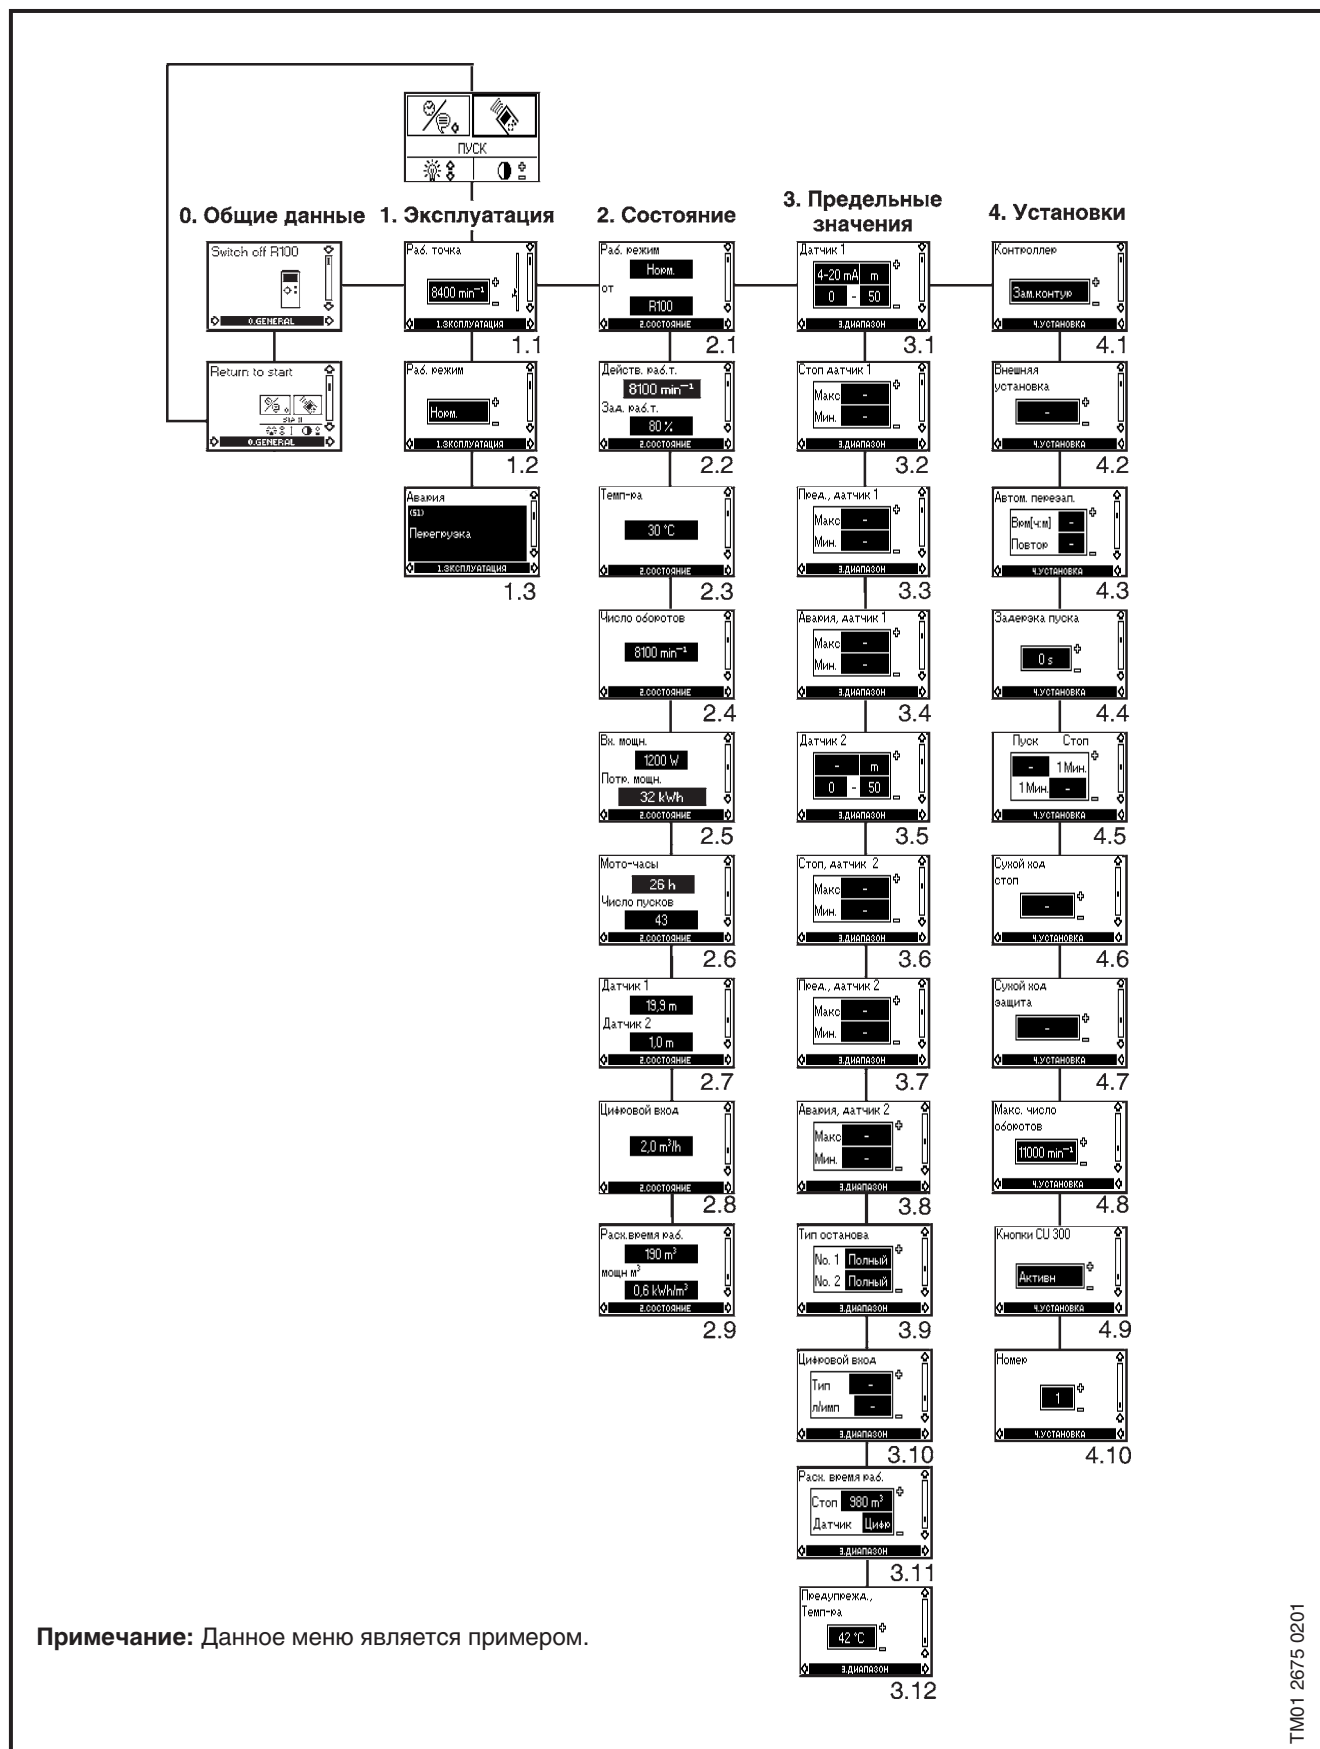 ПУСК
0. Общие данные
Switch off R100
0.GENERAL
Return to start
0.GENERAL
1. Эксплуатация
Раб. точка
8400 min⁻¹
1.ЭКСПЛУАТАЦИЯ
1.1
Раб. режим
Норм.
1.ЭКСПЛУАТАЦИЯ
1.2
Авария
(51)
Перегрузка
1.ЭКСПЛУАТАЦИЯ
1.3
2. Состояние
Раб. режим
Норм.
от
R100
2.СОСТОЯНИЕ
2.1
Действ. раб.т.
8100 min⁻¹
Зад. раб.т.
80 %
2.СОСТОЯНИЕ
2.2
Темп-ра
30 °C
2.СОСТОЯНИЕ
2.3
Число оборотов
8100 min⁻¹
2.СОСТОЯНИЕ
2.4
Вх. мощн.
1200 W
Потр. мощн.
32 kWh
2.СОСТОЯНИЕ
2.5
Мото-часы
26 h
Число пусков
43
2.СОСТОЯНИЕ
2.6
Датчик 1
19,9 m
Датчик 2
1,0 m
2.СОСТОЯНИЕ
2.7
Цифровой вход
2,0 m³/h
2.СОСТОЯНИЕ
2.8
Расх.время раб.
190 m³
мощн м³
0,6 kWh/m³
2.СОСТОЯНИЕ
2.9
3. Предельные
значения
Датчик 1
4-20 mA m
0 - 50
3.ДИАПАЗОН
3.1
Стоп датчик 1
Макс -
Мин. -
3.ДИАПАЗОН
3.2
Пред., датчик 1
Макс -
Мин. -
3.ДИАПАЗОН
3.3
Авария, датчик 1
Макс -
Мин. -
3.ДИАПАЗОН
3.4
Датчик 2
- m
0 - 50
3.ДИАПАЗОН
3.5
Стоп, датчик 2
Макс -
Мин. -
3.ДИАПАЗОН
3.6
Пред., датчик 2
Макс -
Мин. -
3.ДИАПАЗОН
3.7
Авария, датчик 2
Макс -
Мин. -
3.ДИАПАЗОН
3.8
Тип останова
No. 1 Полный
No. 2 Полный
3.ДИАПАЗОН
3.9
Цифровой вход
Тип -
л/имп -
3.ДИАПАЗОН
3.10
Расх. время раб.
Стоп 980 m³
Датчик Цифр
3.ДИАПАЗОН
3.11
Предупрежд.,
Темп-ра
42 °C
3.ДИАПАЗОН
3.12
4. Установки
Контроллер
Зам.контур
4.УСТАНОВКА
4.1
Внешняя
установка
-
4.УСТАНОВКА
4.2
Автом. перезап.
Врм[ч:м] -
Повтор -
4.УСТАНОВКА
4.3
Задержка пуска
0 s
4.УСТАНОВКА
4.4
Пуск Стоп
- 1 Мин.
1 Мин. -
4.УСТАНОВКА
4.5
Сухой ход
стоп
-
4.УСТАНОВКА
4.6
Сухой ход
защита
-
4.УСТАНОВКА
4.7
Макс. число
оборотов
11000 min⁻¹
4.УСТАНОВКА
4.8
Кнопки CU 300
Активн
4.УСТАНОВКА
4.9
Номер
1
4.УСТАНОВКА
4.10
Примечание: Данное меню является примером.
TM01 2675 0201